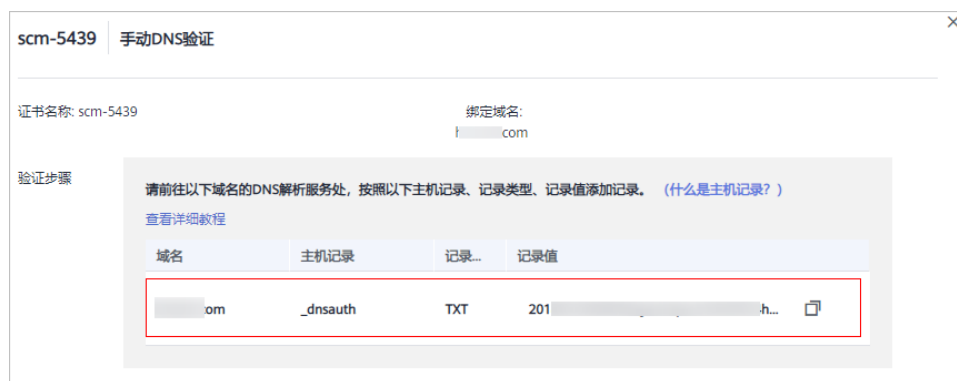 scm-5439 手动DNS验证
证书名称: scm-5439
绑定域名:
h com
验证步骤
请前往以下域名的DNS解析服务处，按照以下主机记录、记录类型、记录值添加记录。 （什么是主机记录？）
查看详细教程
域名 主机记录 记录... 记录值
om _dnsauth TXT 201 h...